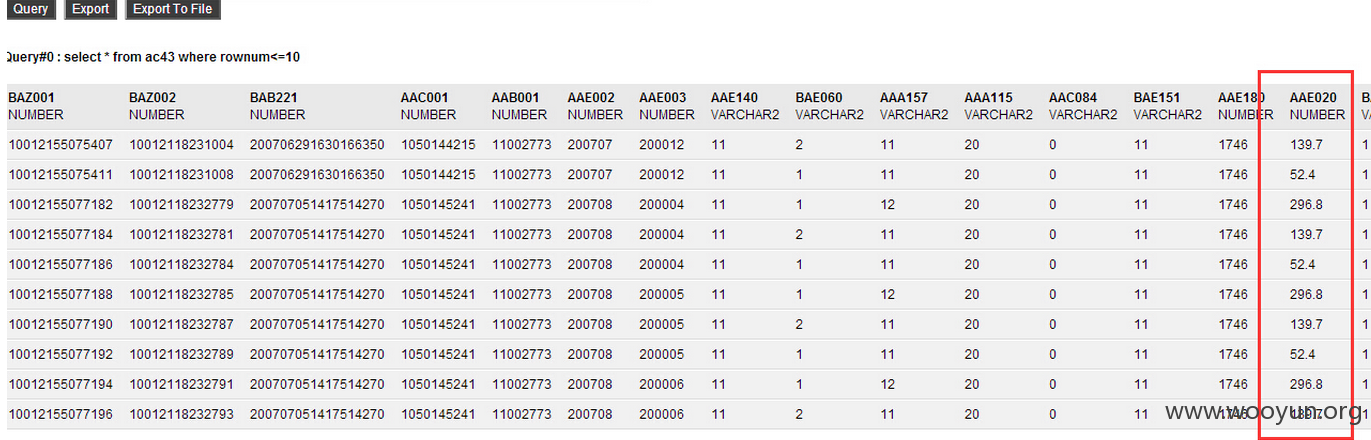 Query Export Export To File
Query#0 : select * from ac43 where rownum<=10
BAZ001 BAZ002 BAB221 AAC001 AAB001 AAE002 AAE003 AAE140 BAE060 AAA157 AAA115 AAC084 BAE151 AAE180 AAE020
NUMBER NUMBER NUMBER NUMBER NUMBER NUMBER NUMBER VARCHAR2 VARCHAR2 VARCHAR2 VARCHAR2 VARCHAR2 VARCHAR2 NUMBER NUMBER
10012155075407 10012118231004 200706291630166350 1050144215 11002773 200707 200012 11 2 11 20 0 11 1746 139.7 1
10012155075411 10012118231008 200706291630166350 1050144215 11002773 200707 200012 11 1 11 20 0 11 1746 52.4 1
10012155077182 10012118232779 200707051417514270 1050145241 11002773 200708 200004 11 1 12 20 0 11 1746 296.8 1
10012155077184 10012118232781 200707051417514270 1050145241 11002773 200708 200004 11 2 11 20 0 11 1746 139.7 1
10012155077186 10012118232784 200707051417514270 1050145241 11002773 200708 200004 11 1 11 20 0 11 1746 52.4 1
10012155077188 10012118232785 200707051417514270 1050145241 11002773 200708 200005 11 1 12 20 0 11 1746 296.8 1
10012155077190 10012118232787 200707051417514270 1050145241 11002773 200708 200005 11 2 11 20 0 11 1746 139.7 1
10012155077192 10012118232789 200707051417514270 1050145241 11002773 200708 200005 11 1 11 20 0 11 1746 52.4 1
10012155077194 10012118232791 200707051417514270 1050145241 11002773 200708 200006 11 1 12 20 0 11 1746 296.8 1
10012155077196 10012118232793 200707051417514270 1050145241 11002773 200708 200006 11 2 11 20 0 11 1746 139.7 1
www.wooyun.org